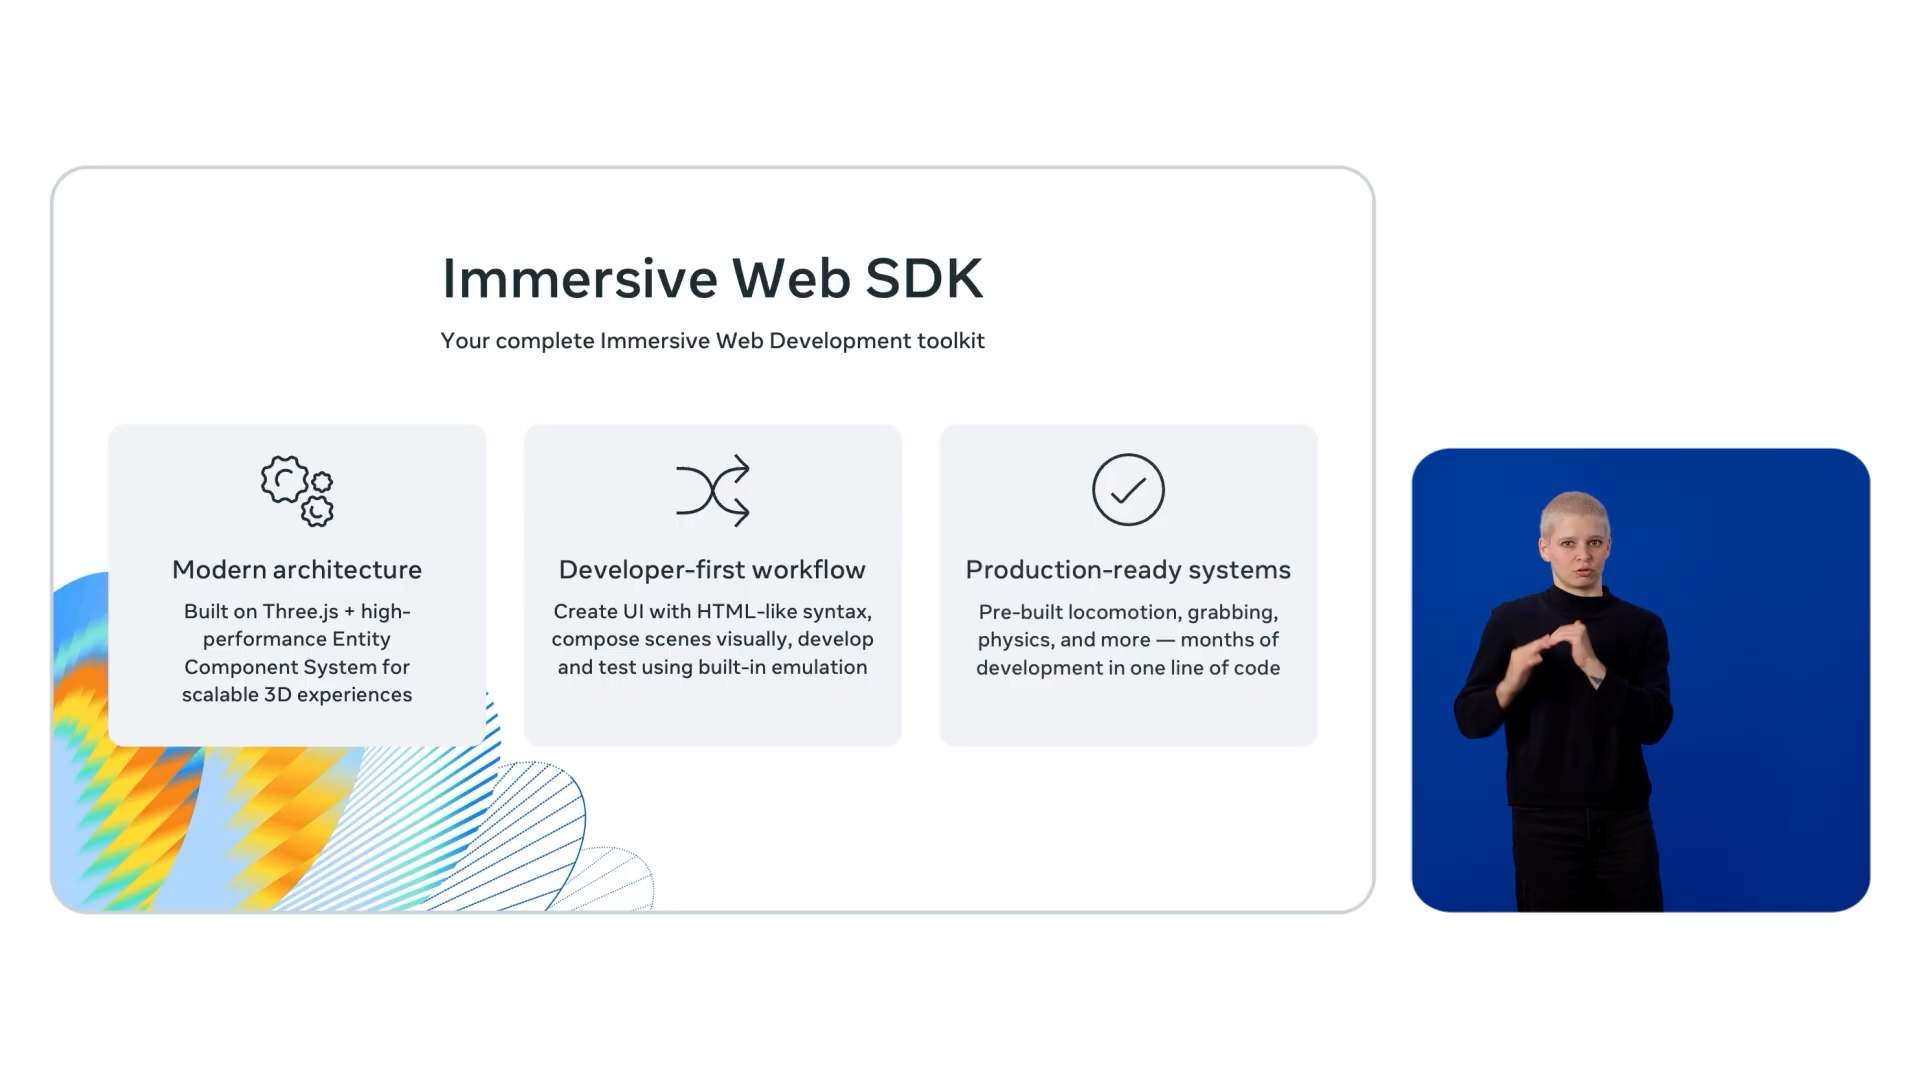 Immersive Web SDK
Your complete Immersive Web Development toolkit
Modern architecture
Built on Three.js + high-
performance Entity
Component System for
scalable 3D experiences
Developer-first workflow
Create UI with HTML-like syntax,
compose scenes visually, develop
and test using built-in emulation
Production-ready systems
Pre-built locomotion, grabbing,
physics, and more — months of
development in one line of code